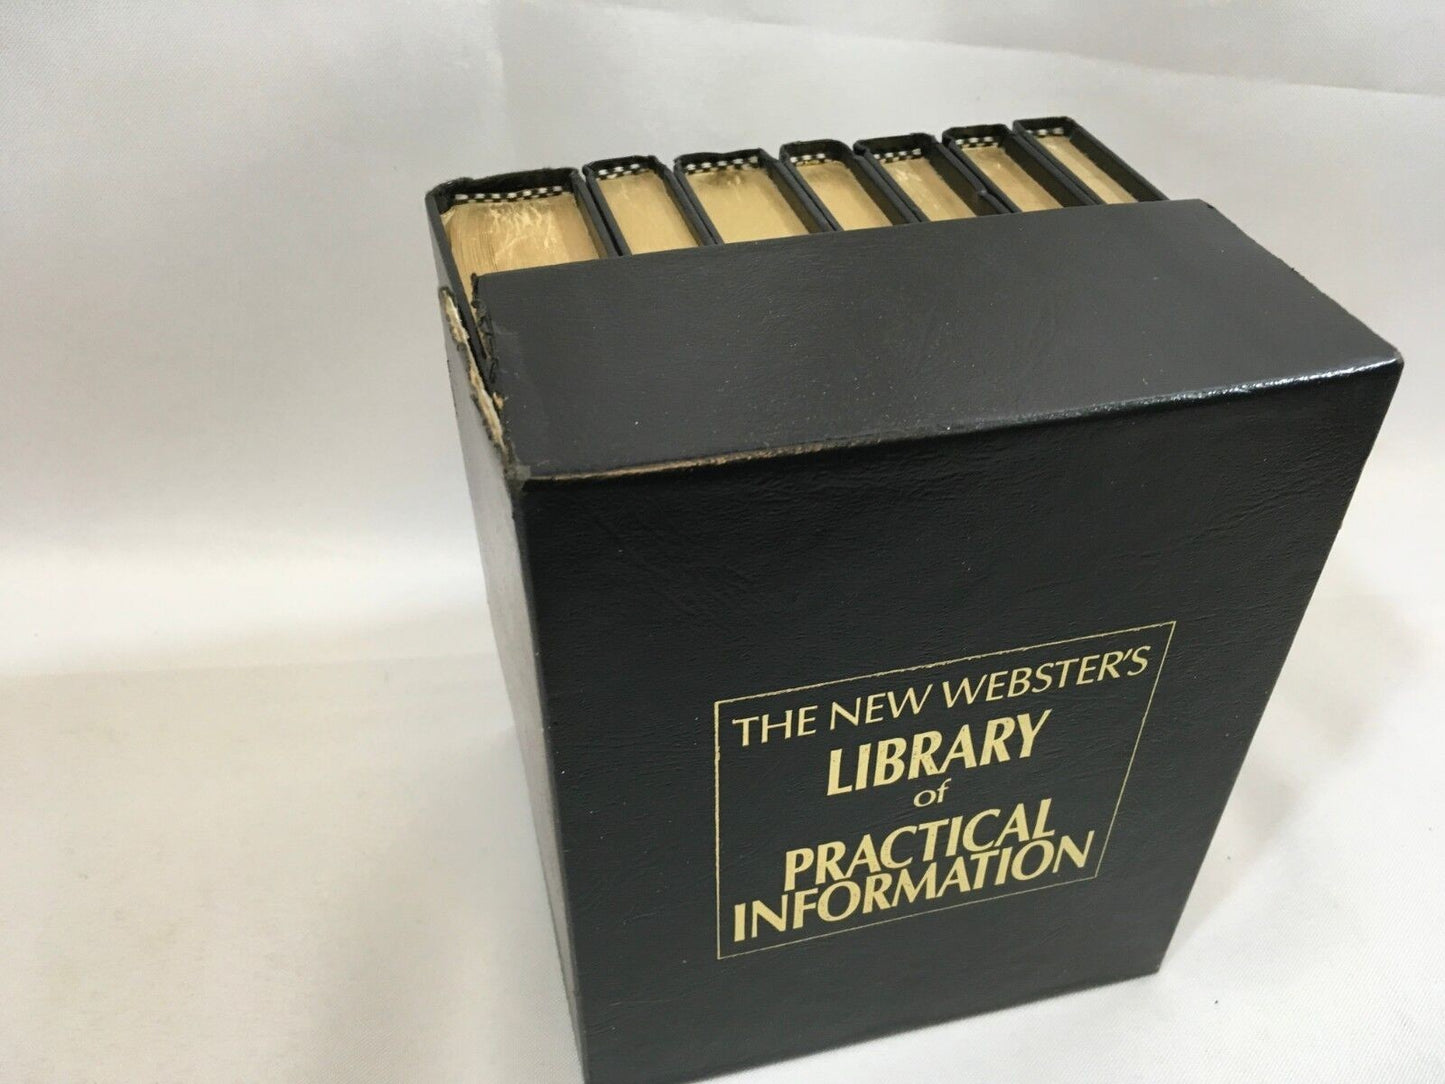 THE NEW WEBSTER'S
LIBRARY
of
PRACTICAL
INFORMATION